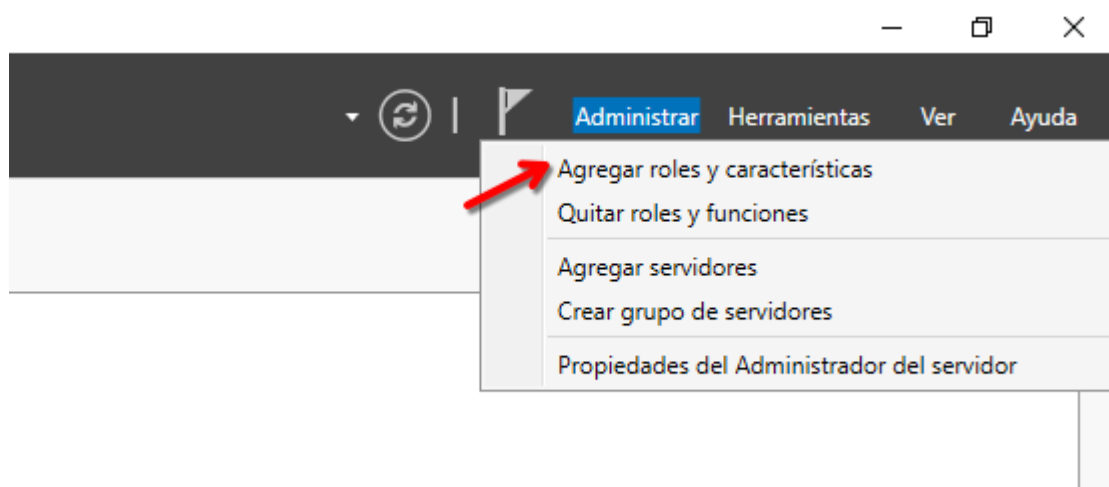 Administrar Herramientas Ver Ayuda
Agregar roles y características
Quitar roles y funciones
Agregar servidores
Crear grupo de servidores
Propiedades del Administrador del servidor